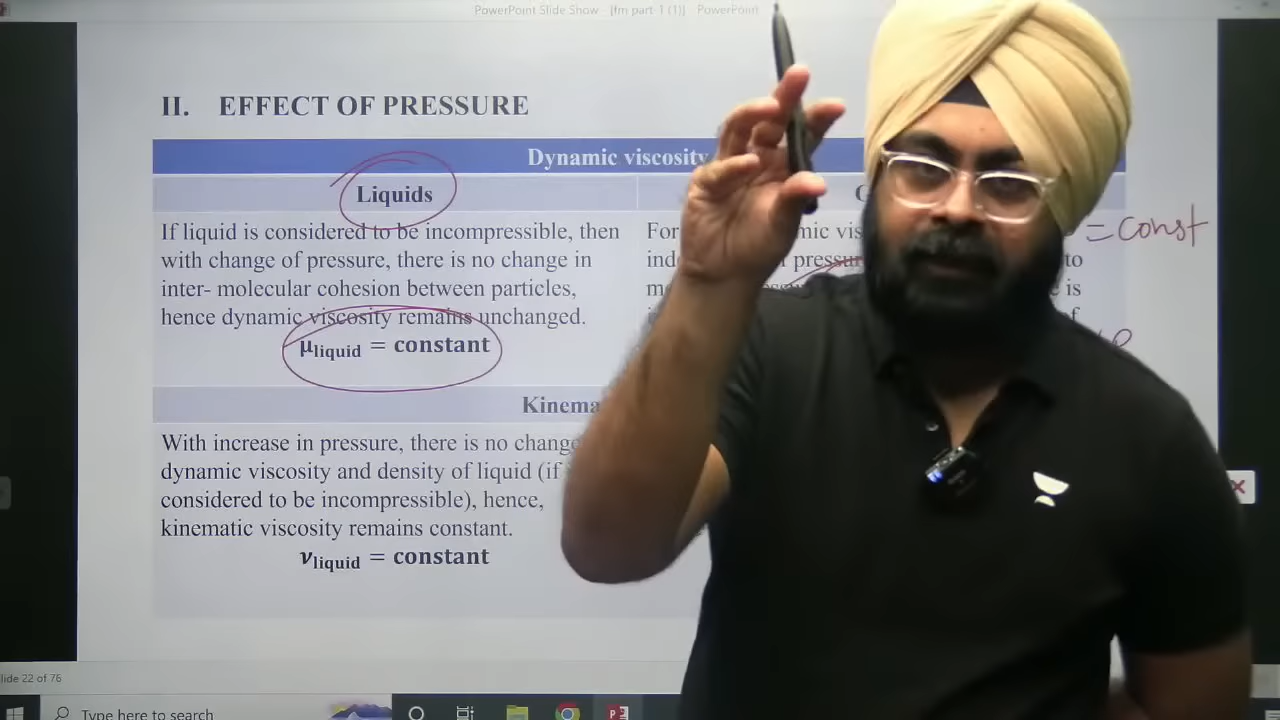 PowerPoint Slide Show - [fm part-1 (1)] - PowerPoint
II. EFFECT OF PRESSURE
Dynamic viscosity
Liquids
If liquid is considered to be incompressible, then
with change of pressure, there is no change in
inter- molecular cohesion between particles,
hence dynamic viscosity remains unchanged.
μliquid = constant
For
pressure
to
is
of
= const
With increase in pressure, there is no change
dynamic viscosity and density of liquid (if
considered to be incompressible), hence,
kinematic viscosity remains constant.
νliquid = constant
22 of 76
Type here to search